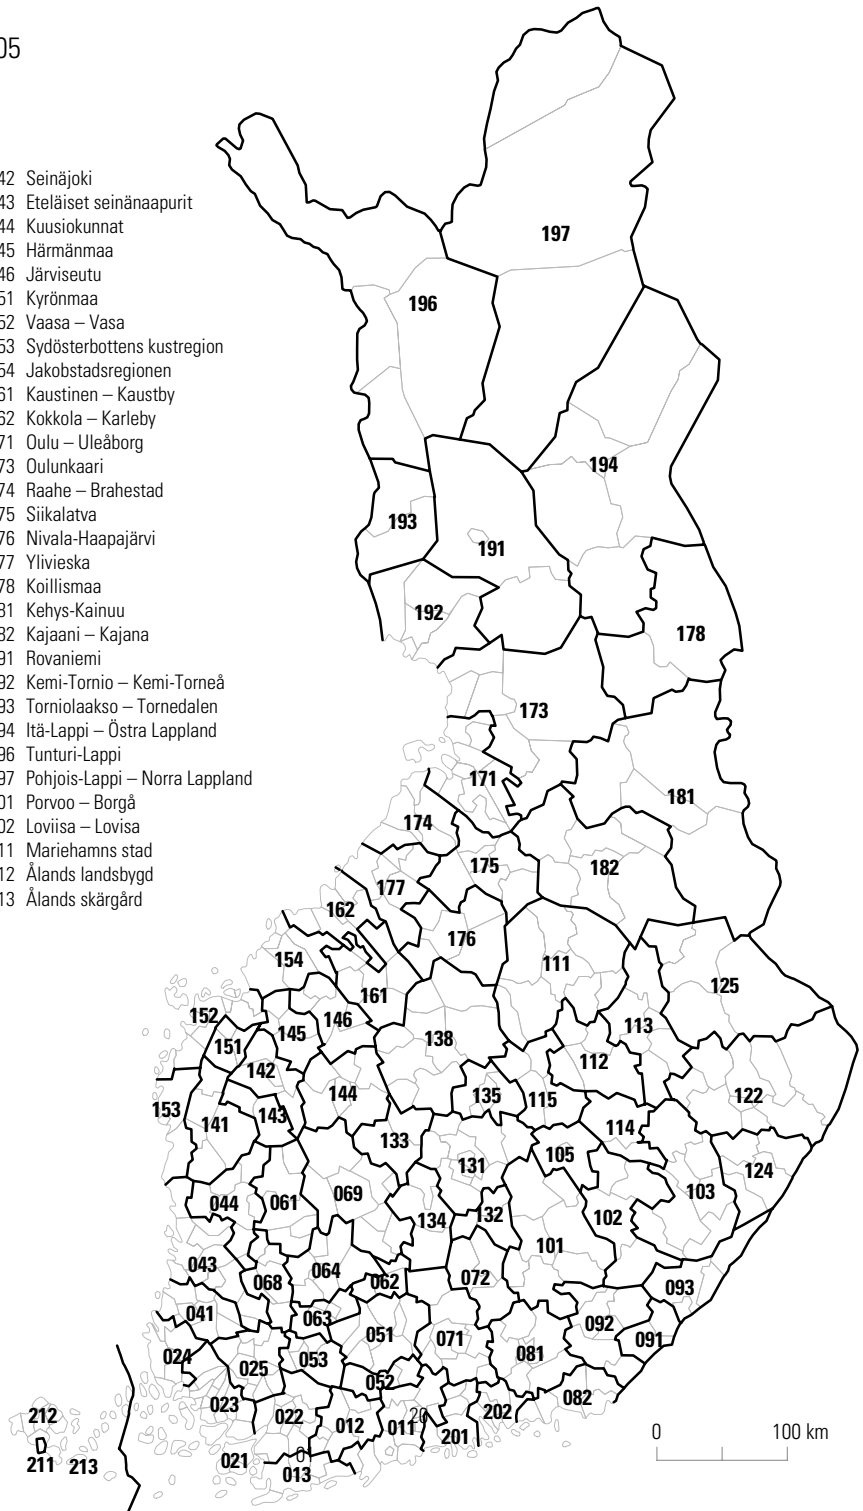 05
42 Seinäjoki
43 Eteläiset seinänaapurit
44 Kuusiokunnat
45 Härmänmaa
46 Järviseutu
51 Kyrönmaa
52 Vaasa – Vasa
53 Sydösterbottens kustregion
54 Jakobstadsregionen
61 Kaustinen – Kaustby
62 Kokkola – Karleby
71 Oulu – Uleåborg
73 Oulunkaari
74 Raahe – Brahestad
75 Siikalatva
76 Nivala-Haapajärvi
77 Ylivieska
78 Koillismaa
81 Kehys-Kainuu
82 Kajaani – Kajana
91 Rovaniemi
92 Kemi-Tornio – Kemi-Torneå
93 Torniolaakso – Tornedalen
94 Itä-Lappi – Östra Lappland
96 Tunturi-Lappi
97 Pohjois-Lappi – Norra Lappland
01 Porvoo – Borgå
02 Loviisa – Lovisa
11 Mariehamns stad
12 Ålands landsbygd
13 Ålands skärgård
197
196
194
193
191
192
178
173
171
181
174
175
182
177
162
176
154
111
125
161
152
146
113
145
138
151
112
142
153
144
135
115
122
143
141
114
133
105
131
124
069
103
044
061
134
132
102
101
043
064
062
072
068
093
041
063
051
092
071
091
024
053
081
025
052
082
023
022
212
012
011
20
202
201
0 100 km
211
213
021
0
013